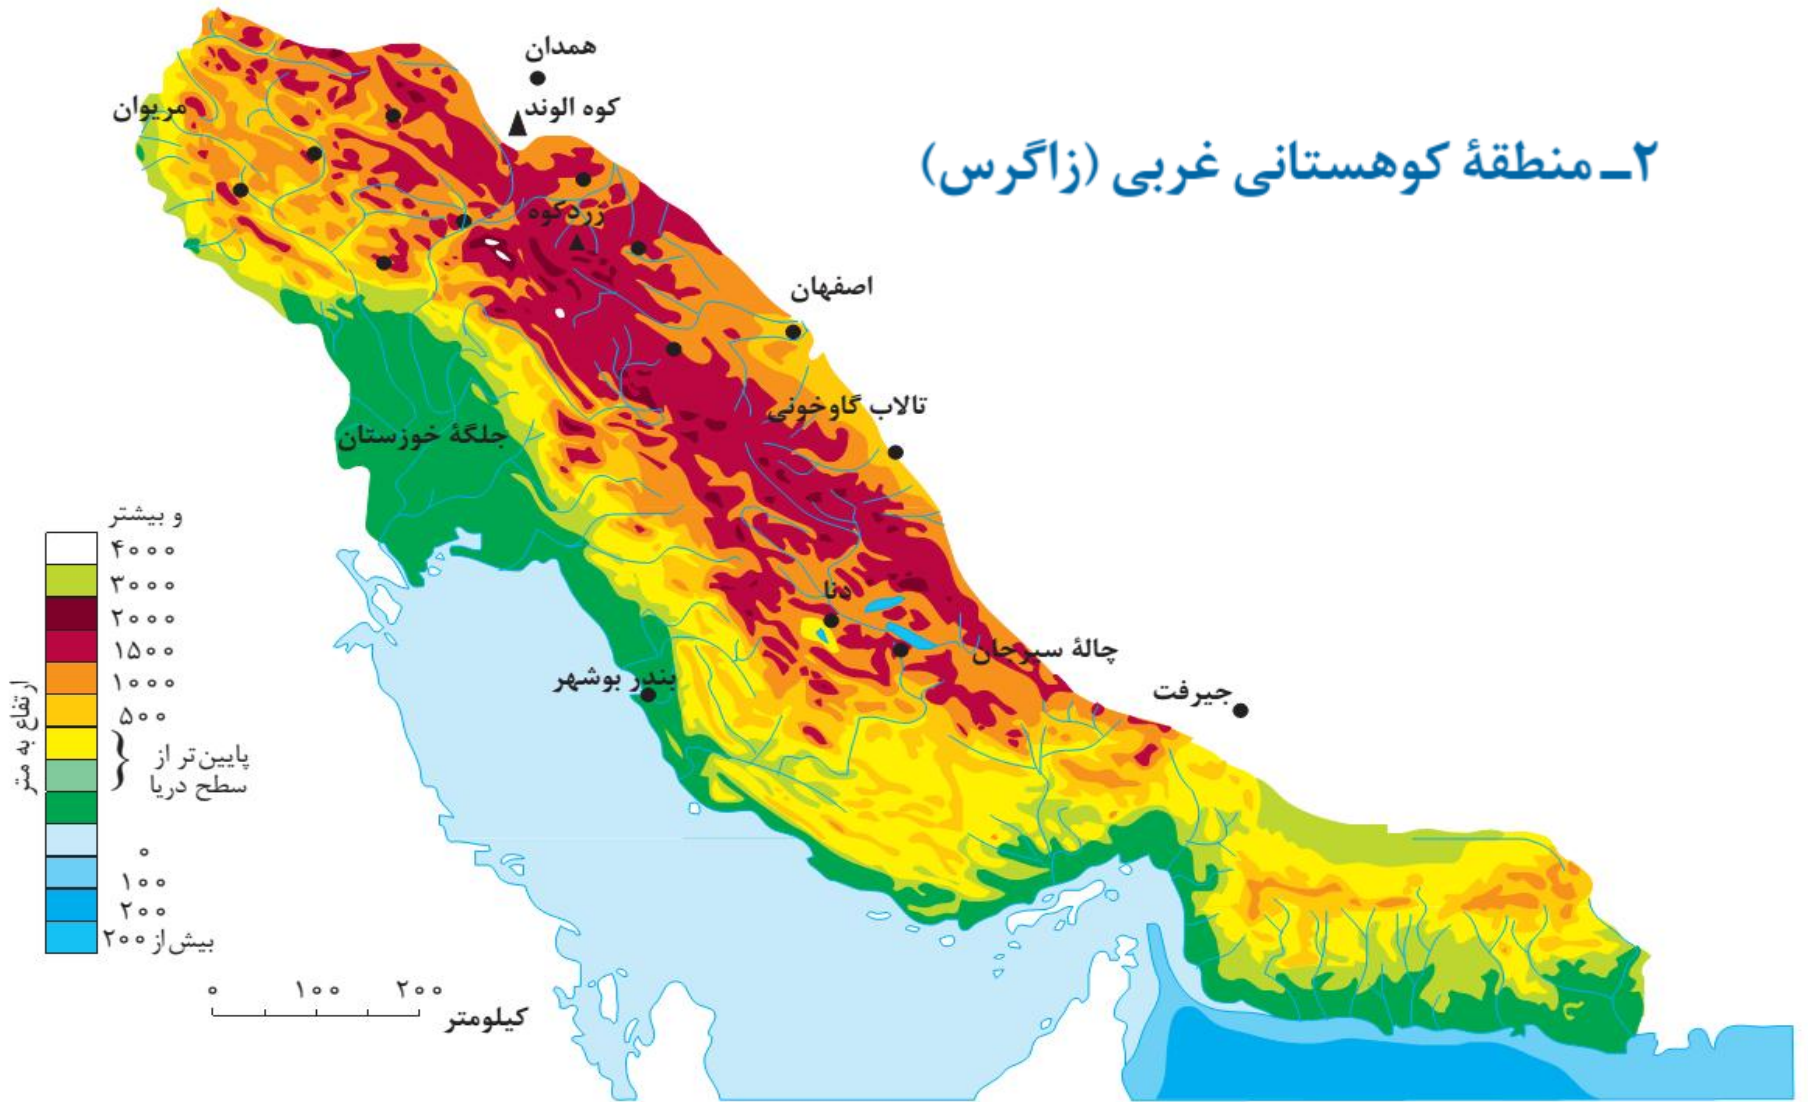 ۲ــ منطقهٔ کوهستانی غربی (زاگرس)
همدان
کوه الوند
مریوان
زردکوه
اصفهان
تالاب گاوخونی
جلگهٔ خوزستان
دنا
چالهٔ سیرجان
جیرفت
بندر بوشهر
و بیشتر
۴۰۰۰
۳۰۰۰
۲۰۰۰
۱۵۰۰
۱۰۰۰
۵۰۰
پایین‌تر از
سطح دریا
۰
۱۰۰
۲۰۰
بیش از ۲۰۰
ارتفاع به متر
۰ ۱۰۰ ۲۰۰
کیلومتر